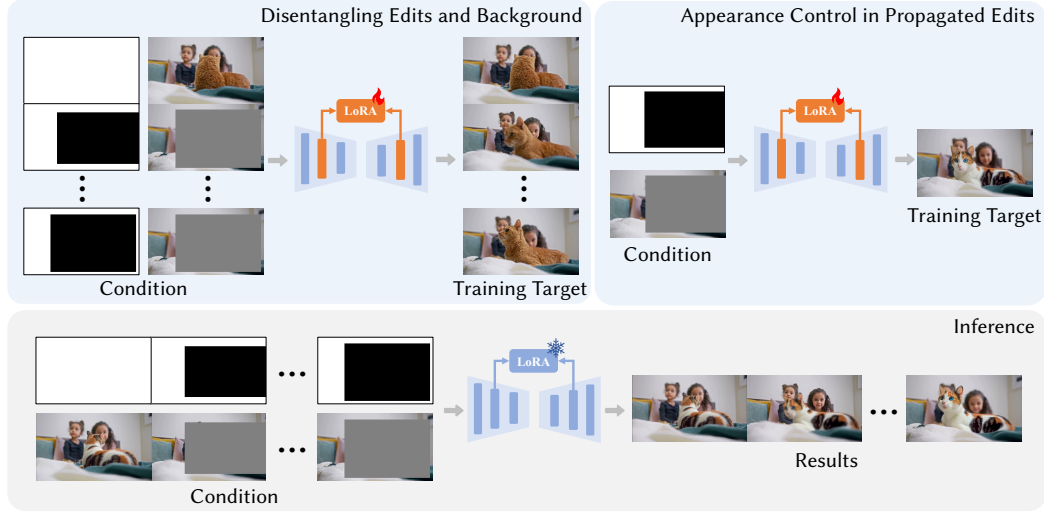 Disentangling Edits and Background
LoRA
Condition
Training Target
Appearance Control in Propagated Edits
LoRA
Condition
Training Target
Inference
LoRA
Condition
Results